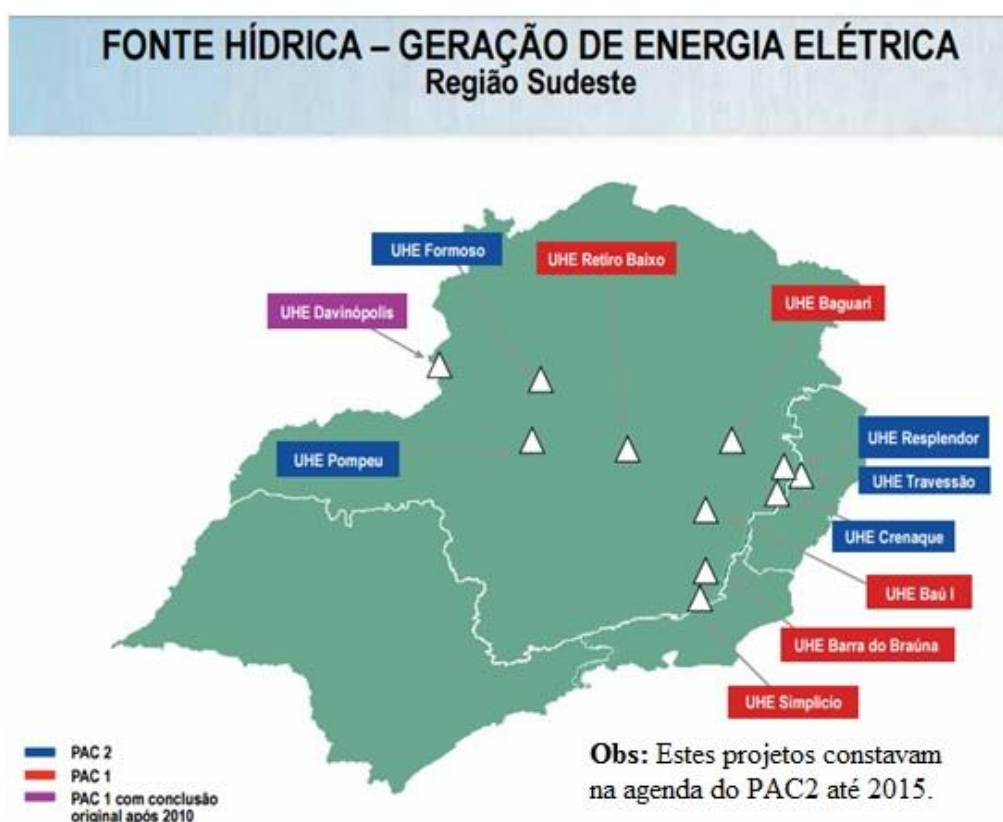 FONTE HÍDRICA – GERAÇÃO DE ENERGIA ELÉTRICA
Região Sudeste
UHE Formoso
UHE Retiro Baixo
UHE Baguari
UHE Davinópolis
UHE Pompeu
UHE Resplendor
UHE Travessão
UHE Crenaque
UHE Baú I
UHE Barra do Braúna
UHE Simplicio
PAC 2
PAC 1
PAC 1 com conclusão
original após 2010
Obs: Estes projetos constavam
na agenda do PAC2 até 2015.